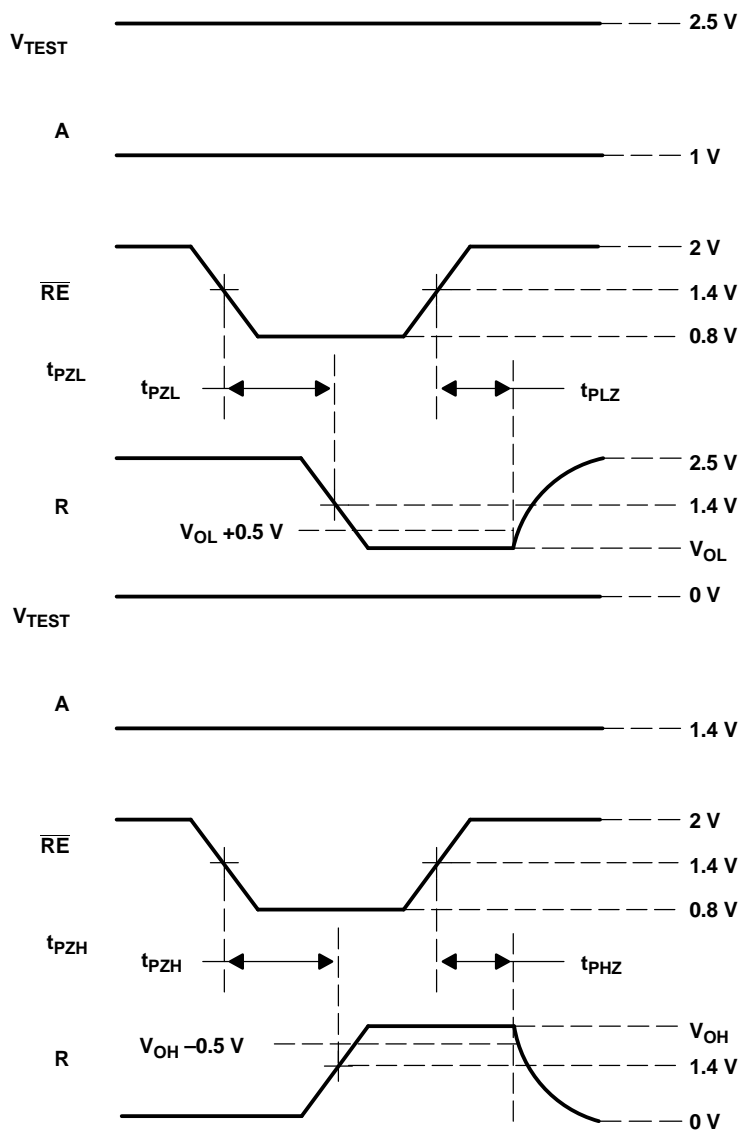 2.5 V
V_TEST
A
1 V
2 V
R̅E̅
1.4 V
0.8 V
t_PZL
t_PZL
t_PLZ
2.5 V
R
1.4 V
V_OL +0.5 V
V_OL
0 V
V_TEST
A
1.4 V
2 V
R̅E̅
1.4 V
0.8 V
t_PZH
t_PZH
t_PHZ
V_OH
V_OH –0.5 V
R
1.4 V
0 V